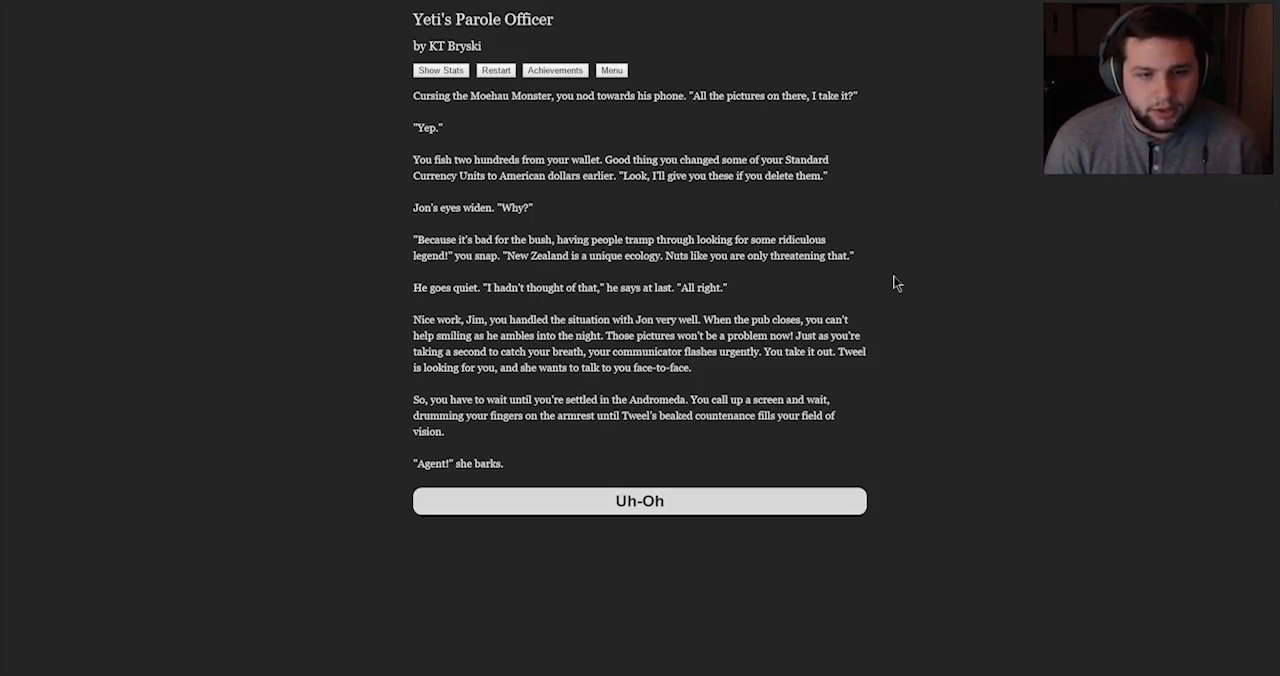 Yeti's Parole Officer
by KT Bryski
Show Stats Restart Achievements Menu
Cursing the Moehau Monster, you nod towards his phone. "All the pictures on there, I take it?"
"Yep."
You fish two hundreds from your wallet. Good thing you changed some of your Standard
Currency Units to American dollars earlier. "Look, I'll give you these if you delete them."
Jon's eyes widen. "Why?"
"Because it's bad for the bush, having people tramp through looking for some ridiculous
legend!" you snap. "New Zealand is a unique ecology. Nuts like you are only threatening that."
He goes quiet. "I hadn't thought of that," he says at last. "All right."
Nice work, Jim, you handled the situation with Jon very well. When the pub closes, you can't
help smiling as he ambles into the night. Those pictures won't be a problem now! Just as you're
taking a second to catch your breath, your communicator flashes urgently. You take it out. Tweel
is looking for you, and she wants to talk to you face-to-face.
So, you have to wait until you're settled in the Andromeda. You call up a screen and wait,
drumming your fingers on the armrest until Tweel's beaked countenance fills your field of
vision.
"Agent!" she barks.
Uh-Oh